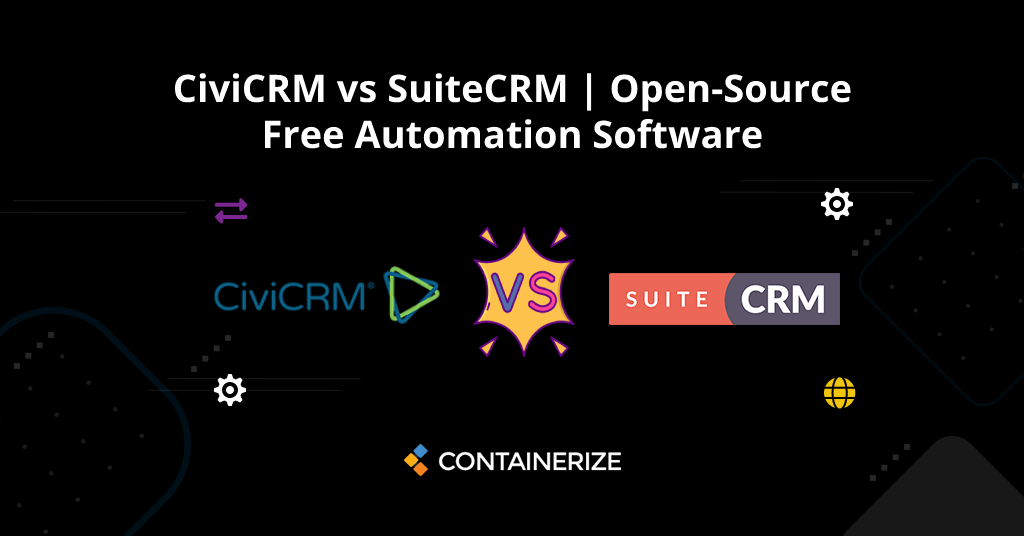 CiviCRM vs SuiteCRM | Open-Source
Free Automation Software
CiviCRM®
VS
SUITE CRM
CONTAINERIZE